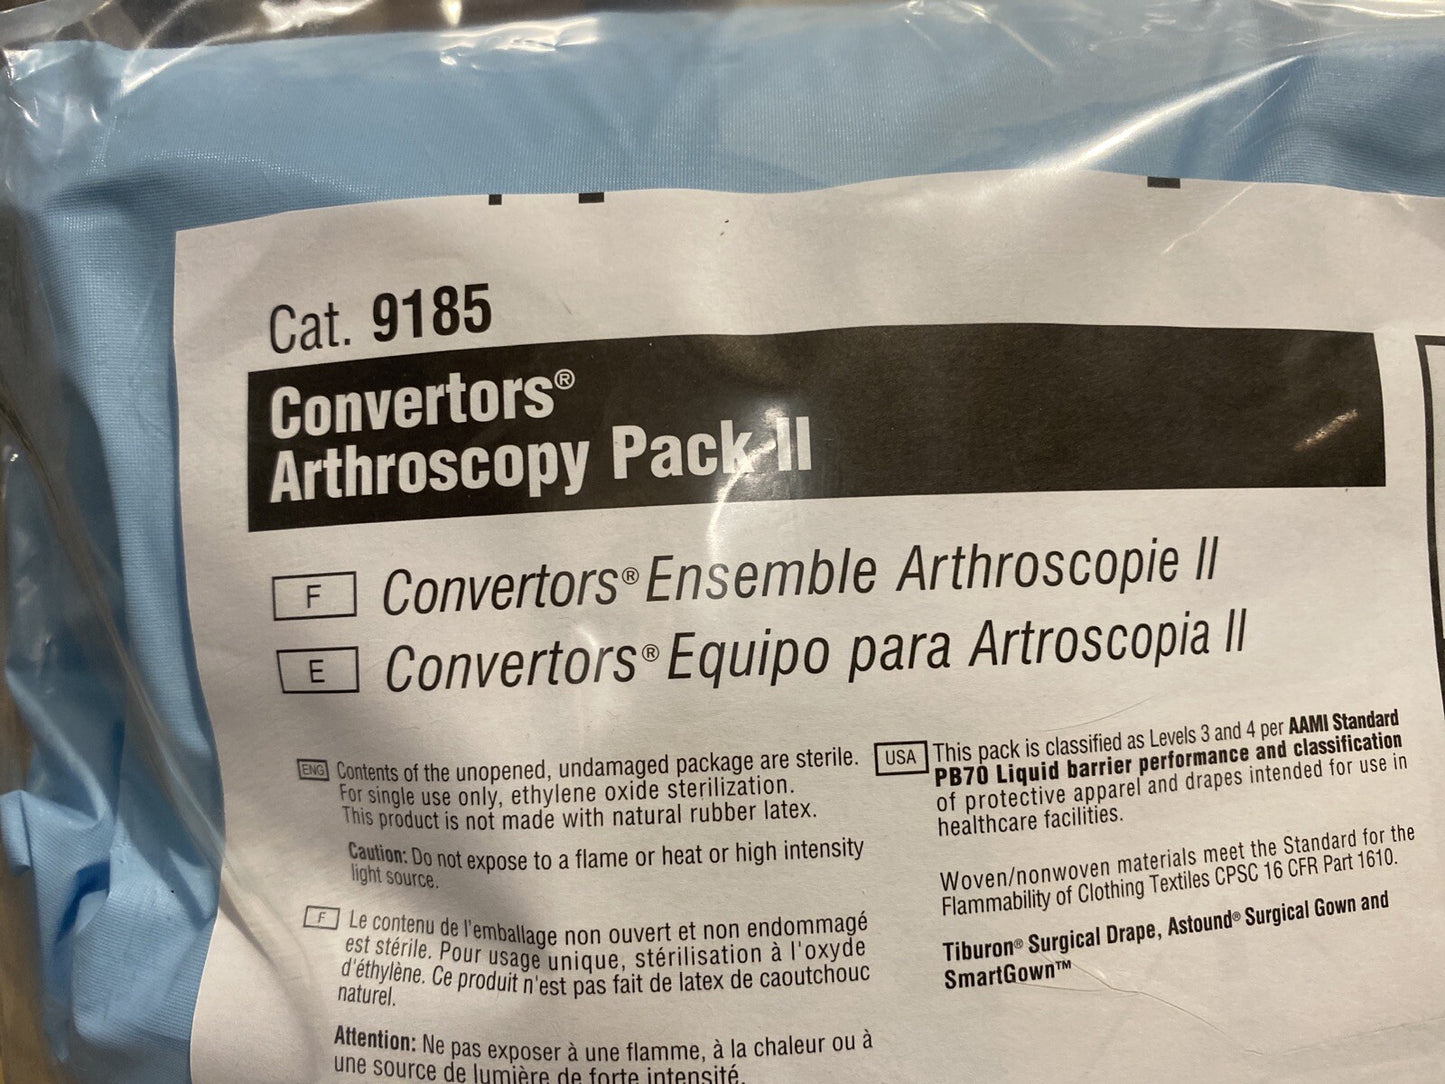 Cat. 9185
Convertors®
Arthroscopy Pack II
F Convertors® Ensemble Arthroscopie II
E Convertors® Equipo para Artroscopia II
ENG Contents of the unopened, undamaged package are sterile.
For single use only, ethylene oxide sterilization.
This product is not made with natural rubber latex.
Caution: Do not expose to a flame or heat or high intensity
light source.
F Le contenu de l'emballage non ouvert et non endommagé
est stérile. Pour usage unique, stérilisation à l'oxyde
d'éthylène. Ce produit n'est pas fait de latex de caoutchouc
naturel.
Attention: Ne pas exposer à une flamme, à la chaleur ou à
une source de lumière de forte intensité.
USA This pack is classified as Levels 3 and 4 per AAMI Standard
PB70 Liquid barrier performance and classification
of protective apparel and drapes intended for use in
healthcare facilities.
Woven/nonwoven materials meet the Standard for the
Flammability of Clothing Textiles CPSC 16 CFR Part 1610.
Tiburon® Surgical Drape, Astound® Surgical Gown and
SmartGown™